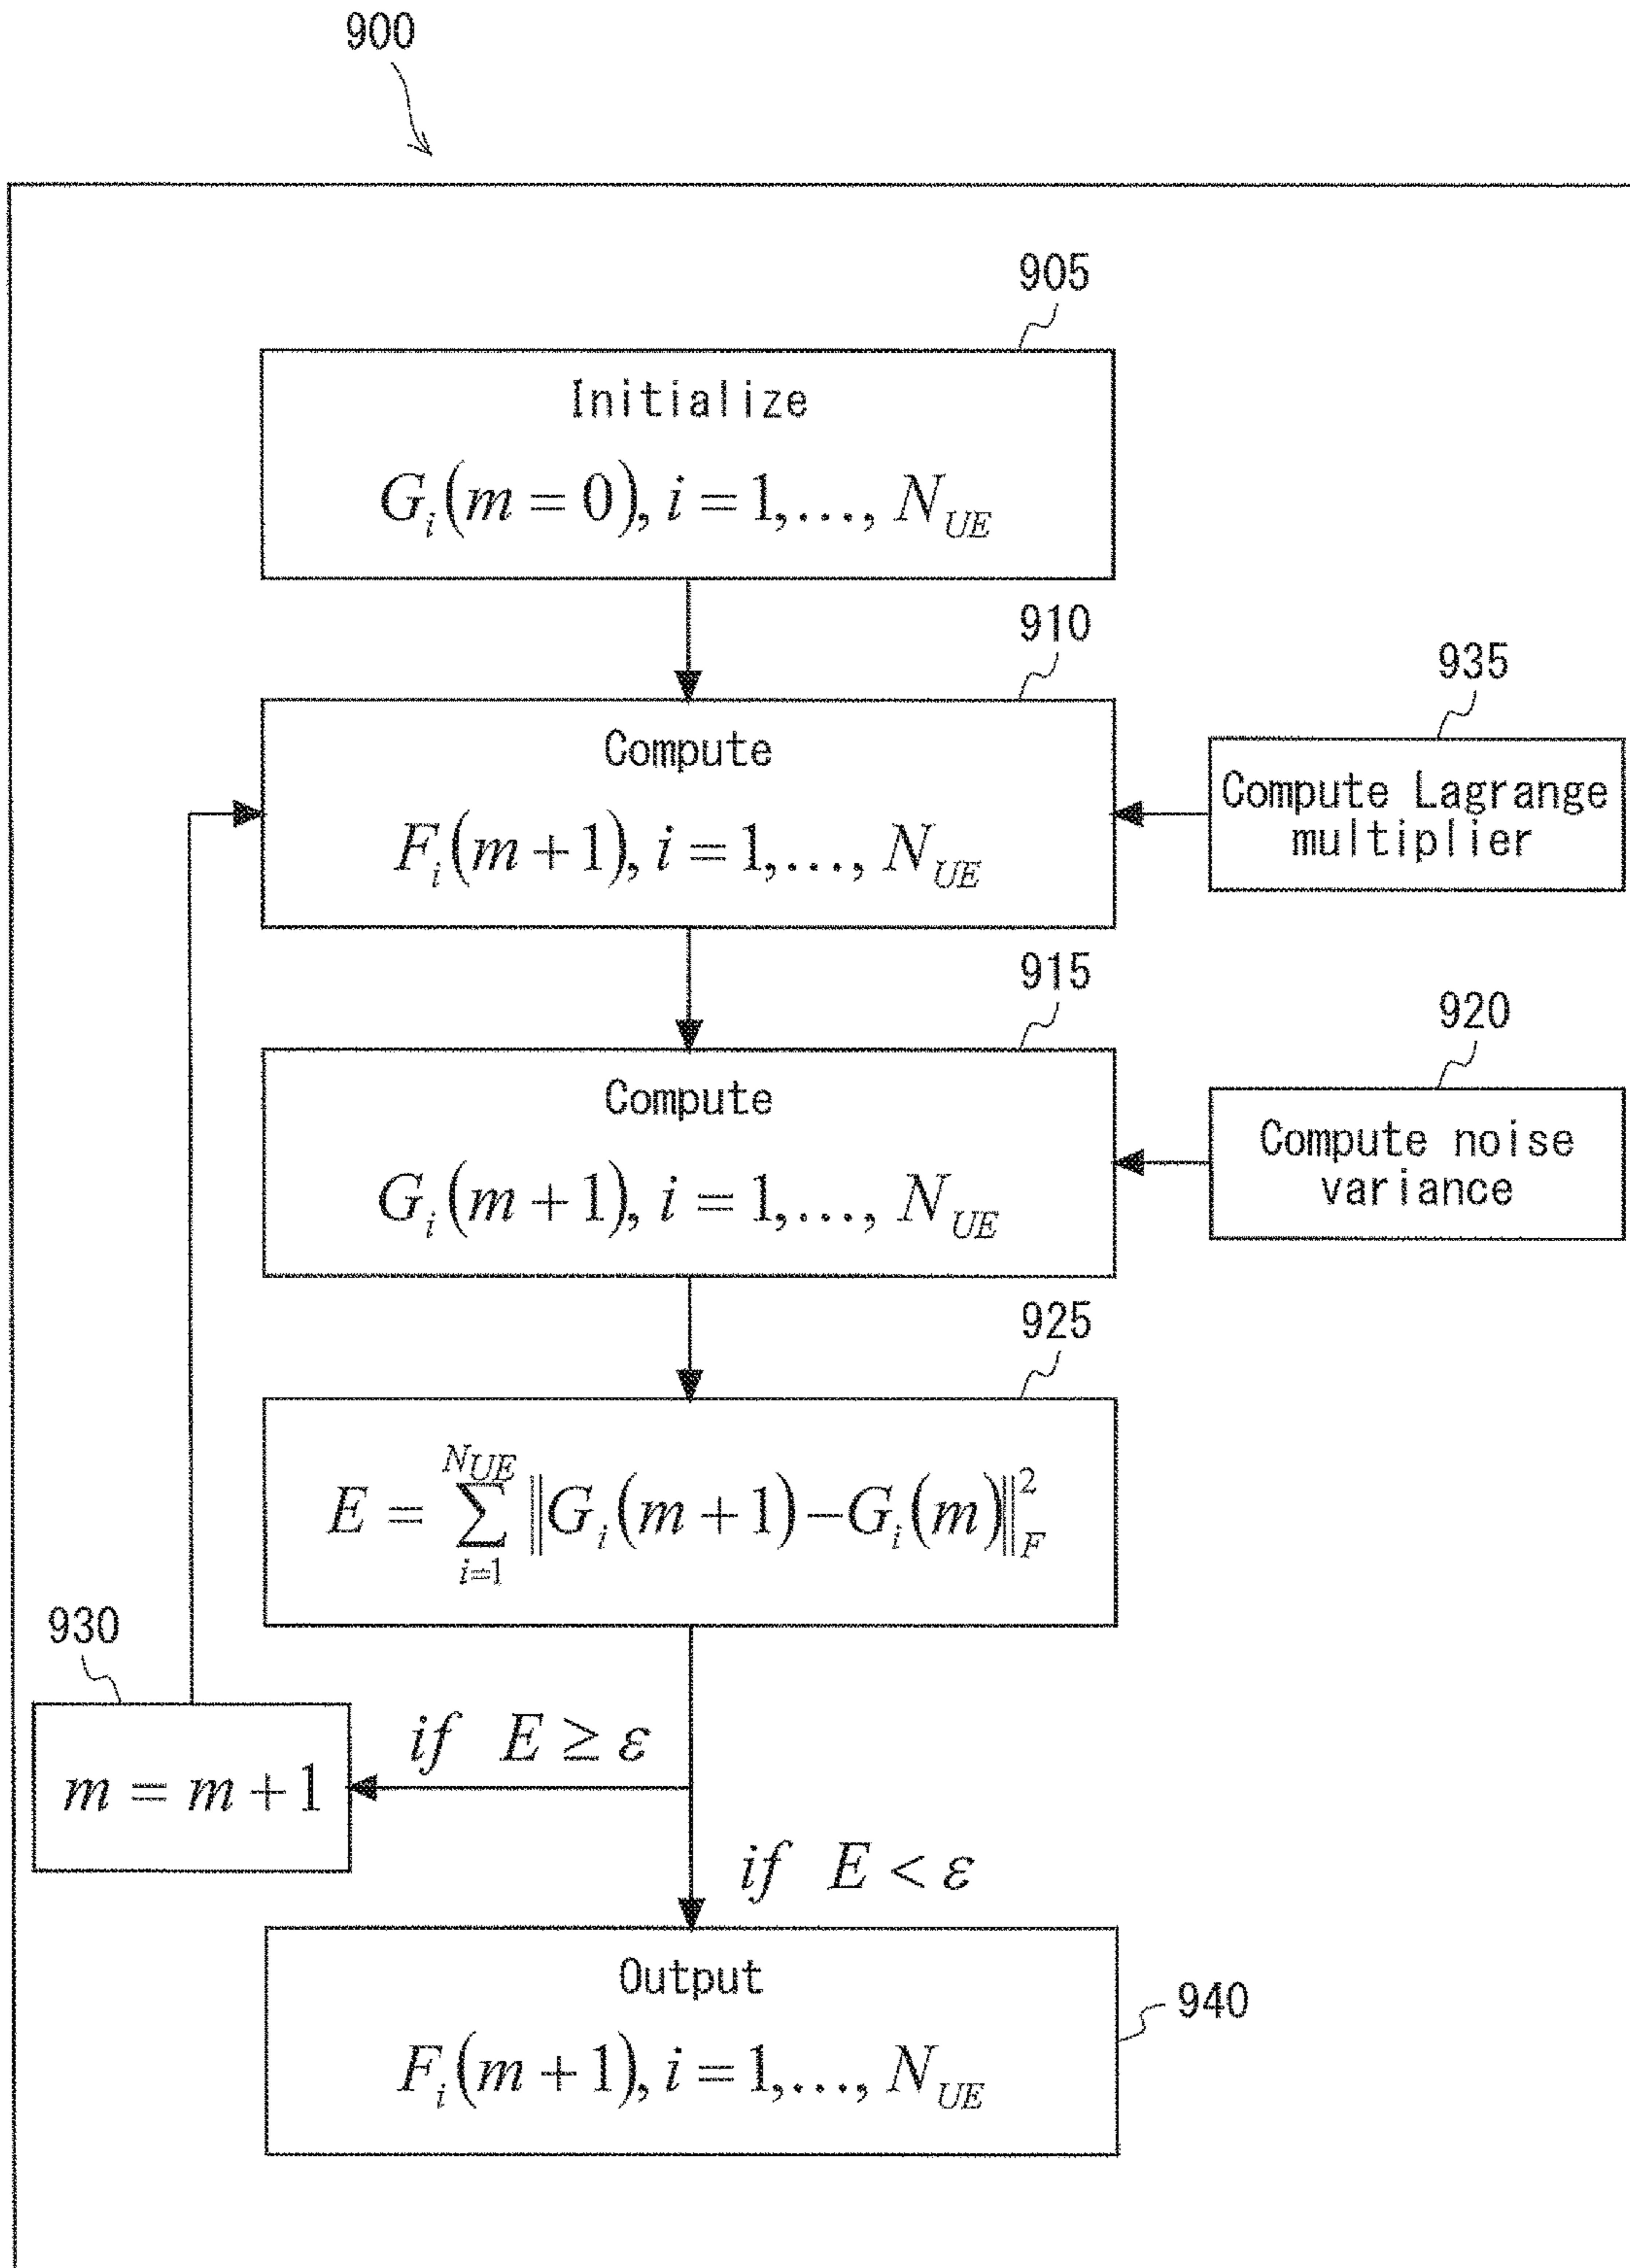 900
905
Initialize
G_i(m = 0), i = 1,..., N_UE
910
Compute
F_i(m + 1), i = 1,..., N_UE
935
Compute Lagrange
multiplier
915
Compute
G_i(m + 1), i = 1,..., N_UE
920
Compute noise
variance
925
E = ∑_{i=1}^{N_UE} ‖G_i(m + 1) − G_i(m)‖_F^2
930
m = m + 1
if E ≥ ε
if E < ε
Output
F_i(m + 1), i = 1,..., N_UE
940